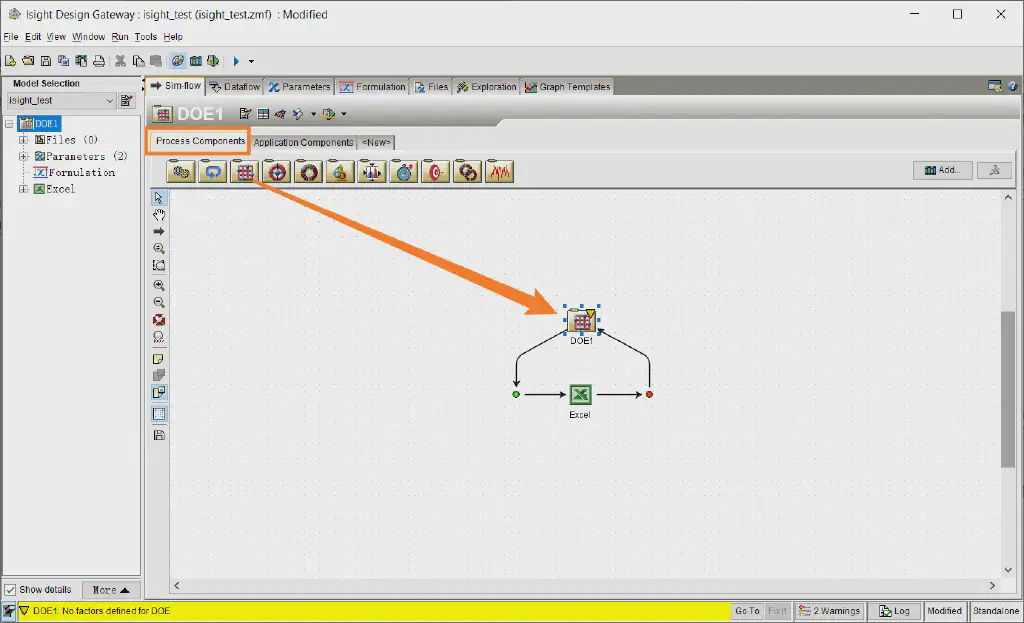 Isight Design Gateway : isight_test (isight_test.zmf) : Modified
File Edit View Window Run Tools Help
Model Selection
isight_test
DOE1
Files (0)
Parameters (2)
Formulation
Excel
Sim-flow Dataflow Parameters Formulation Files Exploration Graph Templates
DOE1
Process Components Application Components <New>
Add...
DOE1
Excel
Show details More
DOE1: No factors defined for DOE
Go To Fix It 2 Warnings Log Modified Standalone